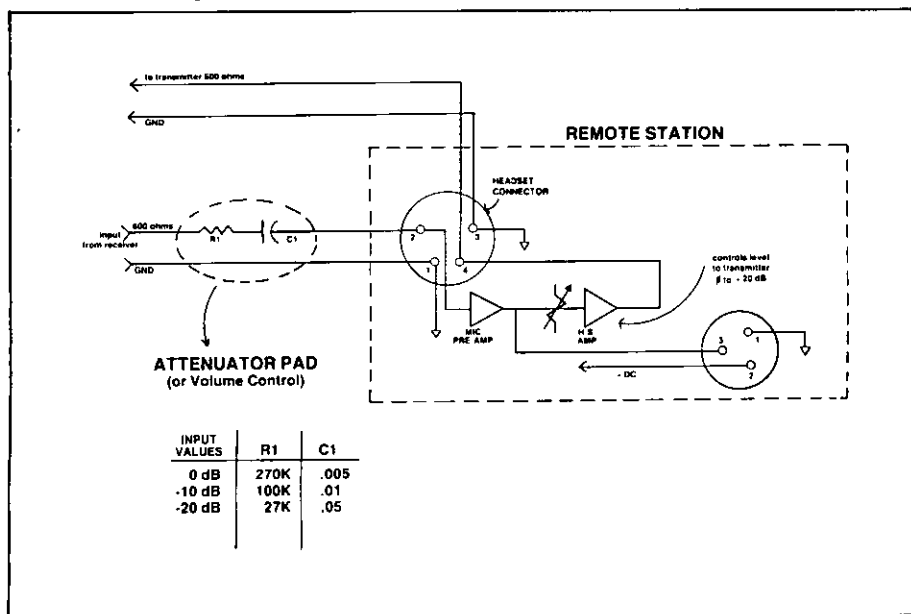 to transmitter 600 ohms
GND
REMOTE STATION
HEADSET
CONNECTOR
600 ohms
Input
from receiver
R1
C1
2
3
1
4
GND
controls level
to transmitter
to - 20 dB
MIC
PRE AMP
H S
AMP
1
3
2
- DC
ATTENUATOR PAD
(or Volume Control)
INPUT
VALUES R1 C1
0 dB 270K .005
-10 dB 100K .01
-20 dB 27K .05